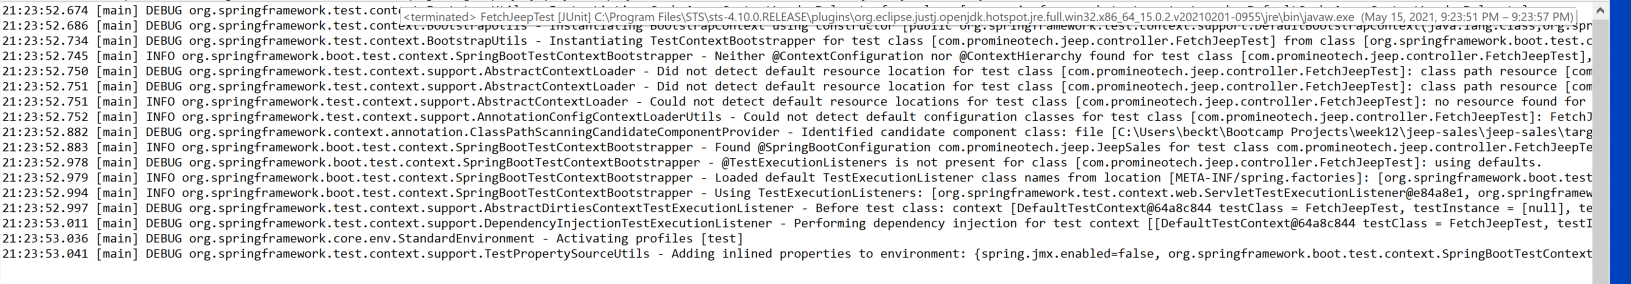 21:23:52.674 [main] DEBUG org.springframework.test.conte
<terminated> FetchJeepTest [JUnit] C:\Program Files\STS\sts-4.10.0.RELEASE\plugins\org.eclipse.justj.openjdk.hotspot.jre.full.win32.x86_64_15.0.2.v20210201-0955\jre\bin\javaw.exe (May 15, 2021, 9:23:51 PM – 9:23:57 PM)
21:23:52.686 [main] DEBUG org.springframework.test.context.BootstrapUtils - Instantiating CacheAwareContextLoaderDelegate using constructor [public org.spr
21:23:52.734 [main] DEBUG org.springframework.test.context.BootstrapUtils - Instantiating TestContextBootstrapper for test class [com.promineotech.jeep.controller.FetchJeepTest] from class [org.springframework.boot.test.c
21:23:52.745 [main] INFO org.springframework.boot.test.context.SpringBootTestContextBootstrapper - Neither @ContextConfiguration nor @ContextHierarchy found for test class [com.promineotech.jeep.controller.FetchJeepTest],
21:23:52.750 [main] DEBUG org.springframework.test.context.support.AbstractContextLoader - Did not detect default resource location for test class [com.promineotech.jeep.controller.FetchJeepTest]: class path resource [com
21:23:52.751 [main] DEBUG org.springframework.test.context.support.AbstractContextLoader - Did not detect default resource location for test class [com.promineotech.jeep.controller.FetchJeepTest]: class path resource [com
21:23:52.751 [main] INFO org.springframework.test.context.support.AbstractContextLoader - Could not detect default resource locations for test class [com.promineotech.jeep.controller.FetchJeepTest]: no resource found for
21:23:52.752 [main] INFO org.springframework.test.context.support.AnnotationConfigContextLoaderUtils - Could not detect default configuration classes for test class [com.promineotech.jeep.controller.FetchJeepTest]: FetchJ
21:23:52.882 [main] DEBUG org.springframework.context.annotation.ClassPathScanningCandidateComponentProvider - Identified candidate component class: file [C:\Users\beckt\Bootcamp Projects\week12\jeep-sales\jeep-sales\targ
21:23:52.883 [main] INFO org.springframework.boot.test.context.SpringBootTestContextBootstrapper - Found @SpringBootConfiguration com.promineotech.jeep.JeepSales for test class com.promineotech.jeep.controller.FetchJeepTe
21:23:52.978 [main] DEBUG org.springframework.boot.test.context.SpringBootTestContextBootstrapper - @TestExecutionListeners is not present for class [com.promineotech.jeep.controller.FetchJeepTest]: using defaults.
21:23:52.979 [main] INFO org.springframework.boot.test.context.SpringBootTestContextBootstrapper - Loaded default TestExecutionListener class names from location [META-INF/spring.factories]: [org.springframework.boot.test
21:23:52.994 [main] INFO org.springframework.boot.test.context.SpringBootTestContextBootstrapper - Using TestExecutionListeners: [org.springframework.test.context.web.ServletTestExecutionListener@e84a8e1, org.springframew
21:23:52.997 [main] DEBUG org.springframework.test.context.support.AbstractDirtiesContextTestExecutionListener - Before test class: context [DefaultTestContext@64a8c844 testClass = FetchJeepTest, testInstance = [null], te
21:23:53.011 [main] DEBUG org.springframework.test.context.support.DependencyInjectionTestExecutionListener - Performing dependency injection for test context [[DefaultTestContext@64a8c844 testClass = FetchJeepTest, testI
21:23:53.036 [main] DEBUG org.springframework.core.env.StandardEnvironment - Activating profiles [test]
21:23:53.041 [main] DEBUG org.springframework.test.context.support.TestPropertySourceUtils - Adding inlined properties to environment: {spring.jmx.enabled=false, org.springframework.boot.test.context.SpringBootTestContext